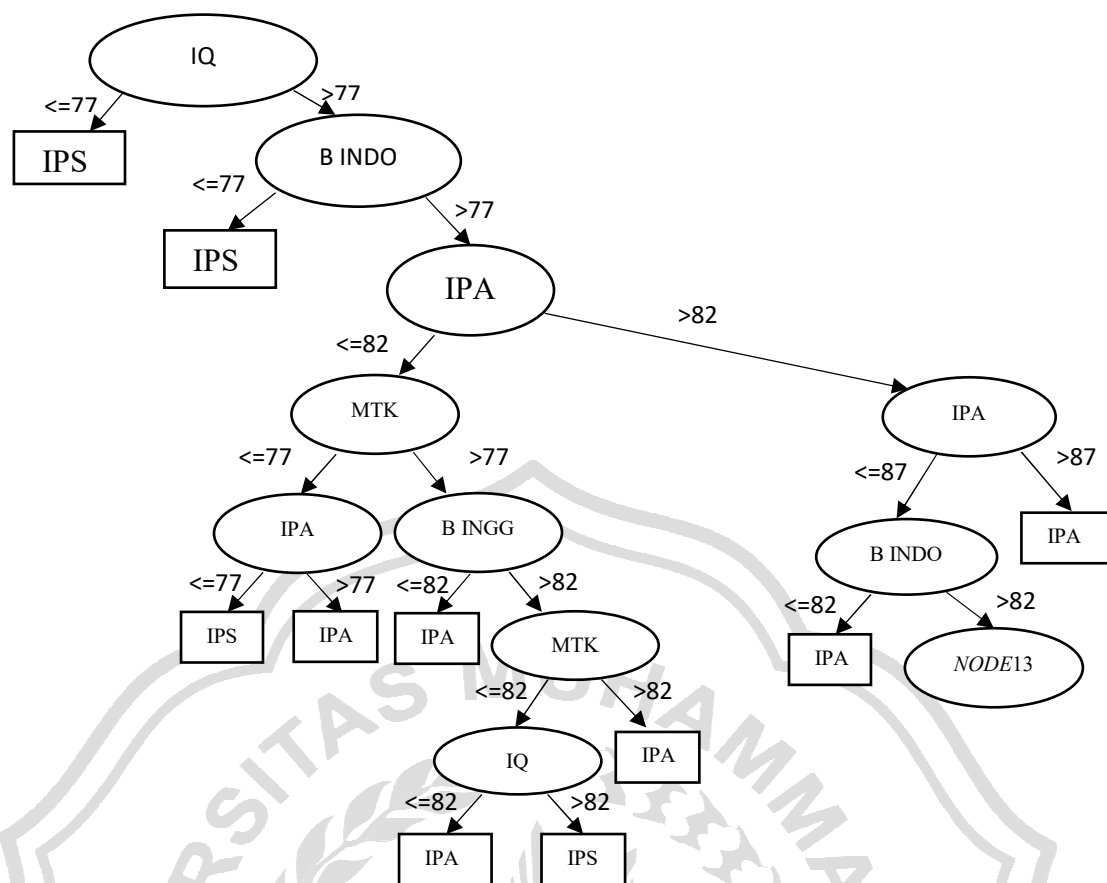 IQ
<=77
>77
IPS
B INDO
<=77
>77
IPS
IPA
<=82
>82
MTK
IPA
<=77
>77
<=87
>87
IPA
B INGG
B INDO
IPA
<=77
>77
<=82
>82
<=82
>82
IPS
IPA
IPA
MTK
IPA
NODE13
<=82
>82
IQ
IPA
<=82
>82
IPA
IPS
RSITAS MUHAMMA